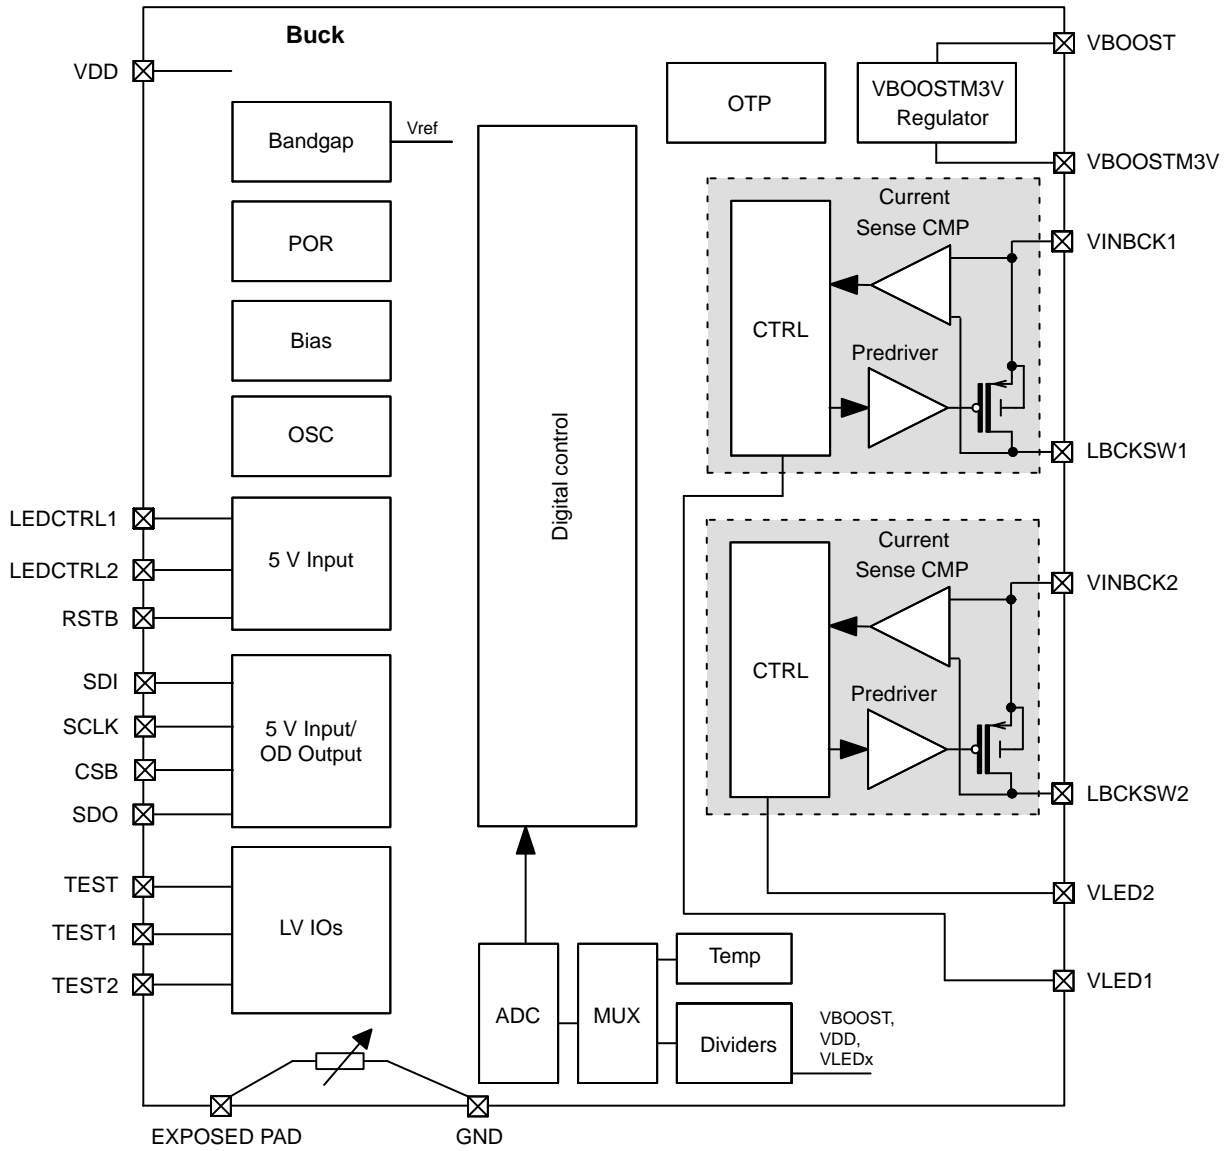 Buck
VDD
VBOOST
VBOOSTM3V
Regulator
OTP
Bandgap
Vref
VBOOSTM3V
Current
Sense CMP
VINBCK1
POR
CTRL
Bias
Predriver
OSC
LBCKSW1
Digital control
LEDCTRL1
5 V Input
LEDCTRL2
RSTB
Current
Sense CMP
VINBCK2
CTRL
Predriver
SDI
SCLK
CSB
SDO
5 V Input/
OD Output
LBCKSW2
TEST
TEST1
TEST2
LV IOs
VLED2
VLED1
ADC
MUX
Temp
Dividers
VBOOST,
VDD,
VLEDx
EXPOSED PAD
GND